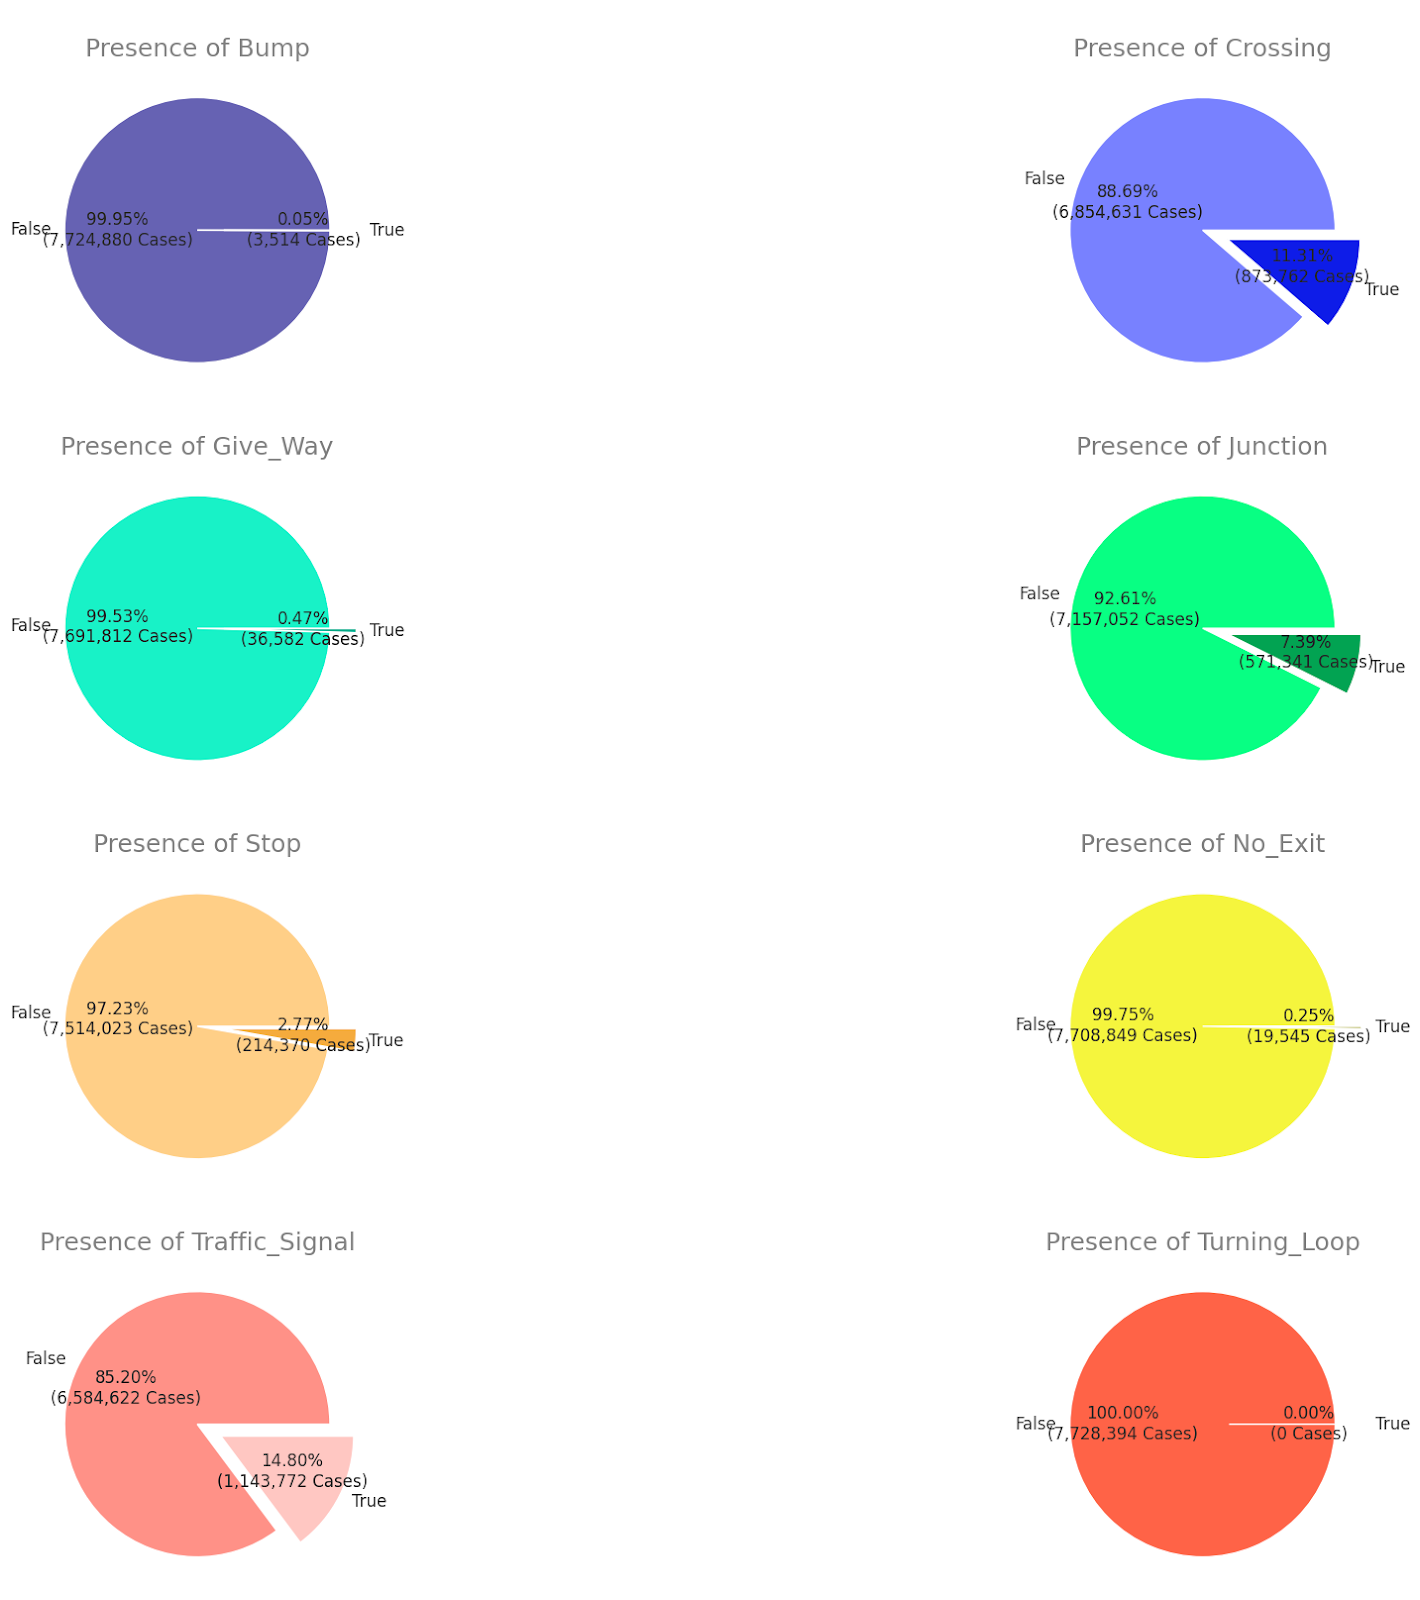 Presence of Bump
False
99.95%
(7,724,880 Cases)
0.05%
(3,514 Cases)
True
Presence of Crossing
False
88.69%
(6,854,631 Cases)
11.31%
(873,762 Cases)
True
Presence of Give_Way
False
99.53%
(7,691,812 Cases)
0.47%
(36,582 Cases)
True
Presence of Junction
False
92.61%
(7,157,052 Cases)
7.39%
(571,341 Cases)
True
Presence of Stop
False
97.23%
(7,514,023 Cases)
2.77%
(214,370 Cases)
True
Presence of No_Exit
False
99.75%
(7,708,849 Cases)
0.25%
(19,545 Cases)
True
Presence of Traffic_Signal
False
85.20%
(6,584,622 Cases)
14.80%
(1,143,772 Cases)
True
Presence of Turning_Loop
False
100.00%
(7,728,394 Cases)
0.00%
(0 Cases)
True